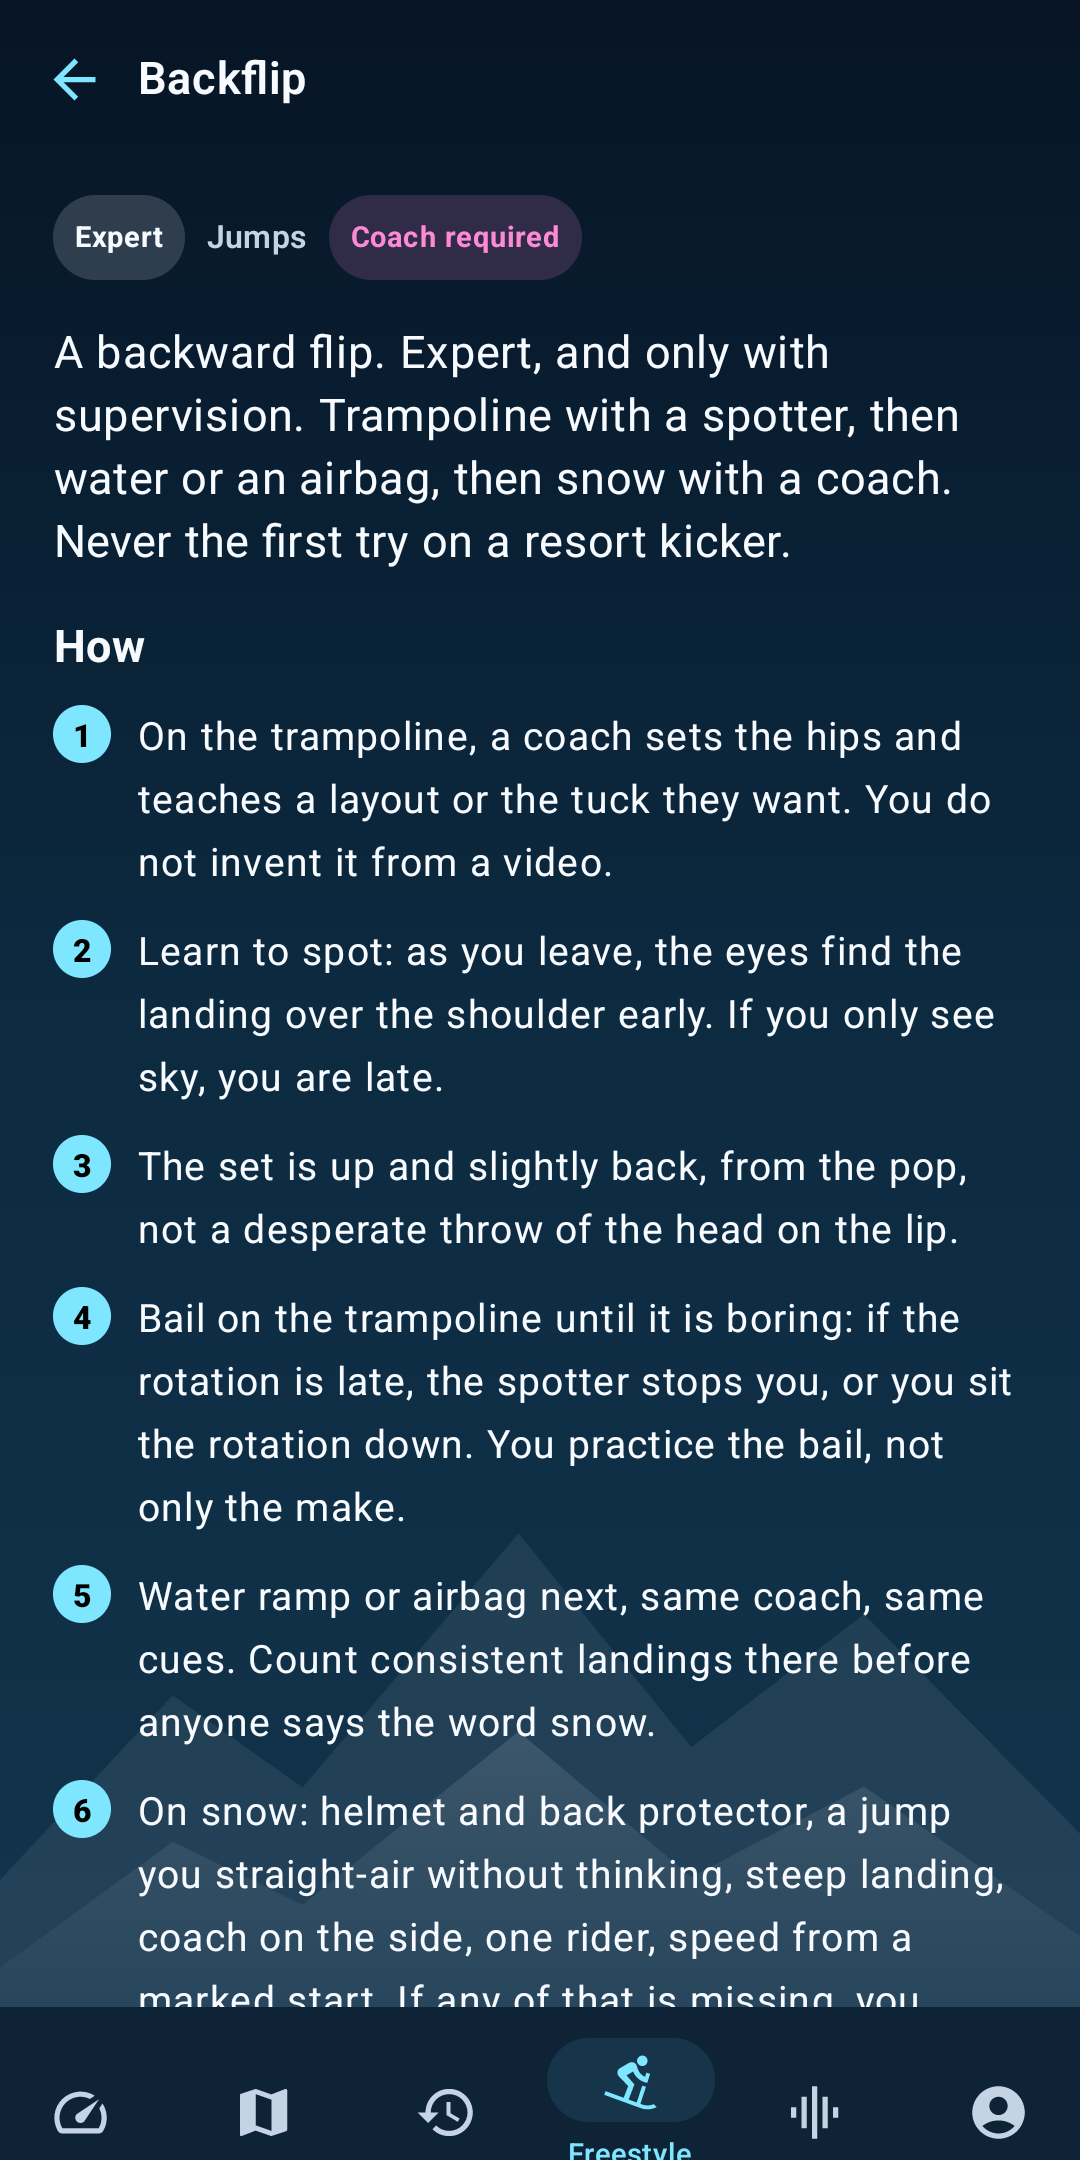 Backflip
Expert
Jumps
Coach required
A backward flip. Expert, and only with
supervision. Trampoline with a spotter, then
water or an airbag, then snow with a coach.
Never the first try on a resort kicker.
How
1
On the trampoline, a coach sets the hips and
teaches a layout or the tuck they want. You do
not invent it from a video.
2
Learn to spot: as you leave, the eyes find the
landing over the shoulder early. If you only see
sky, you are late.
3
The set is up and slightly back, from the pop,
not a desperate throw of the head on the lip.
4
Bail on the trampoline until it is boring: if the
rotation is late, the spotter stops you, or you sit
the rotation down. You practice the bail, not
only the make.
5
Water ramp or airbag next, same coach, same
cues. Count consistent landings there before
anyone says the word snow.
6
On snow: helmet and back protector, a jump
you straight-air without thinking, steep landing,
coach on the side, one rider, speed from a
marked start. If any of that is missing, you
Freestyle